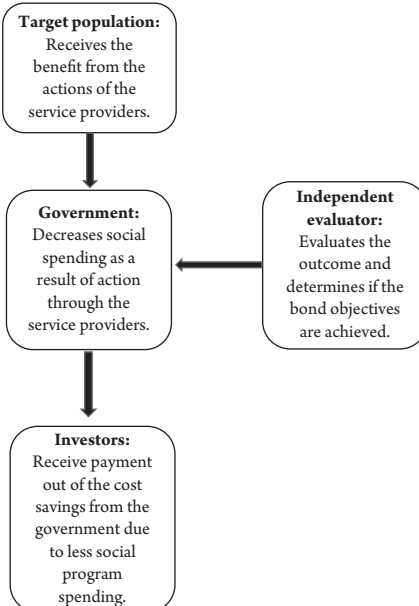 Target population:
Receives the
benefit from the
actions of the
service providers.
Government:
Decreases social
spending as a
result of action
through the
service providers.
Independent
evaluator:
Evaluates the
outcome and
determines if the
bond objectives
are achieved.
Investors:
Receive payment
out of the cost
savings from the
government due
to less social
program
spending.